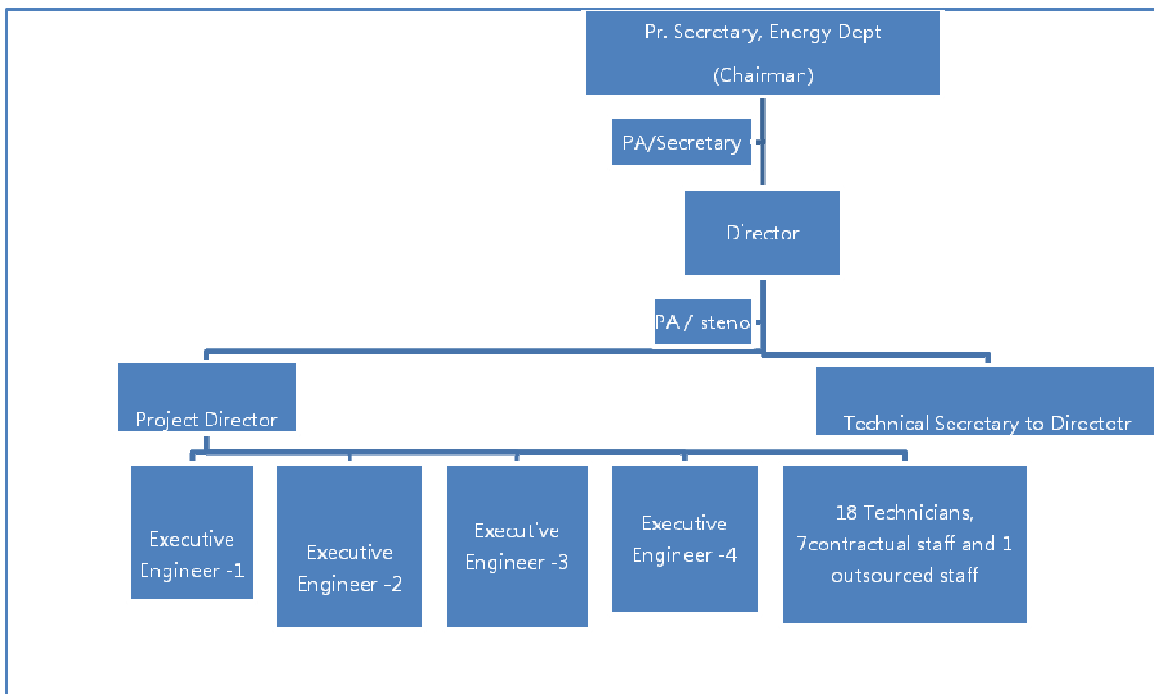 Pr. Secretary, Energy Dept
(Chairman)
PA/Secretary
Director
PA / steno
Project Director
Technical Secretary to Directotr
Executive
Engineer -1
Executive
Engineer -2
Executive
Engineer -3
Executive
Engineer -4
18 Technicians,
7contractual staff and 1
outsourced staff